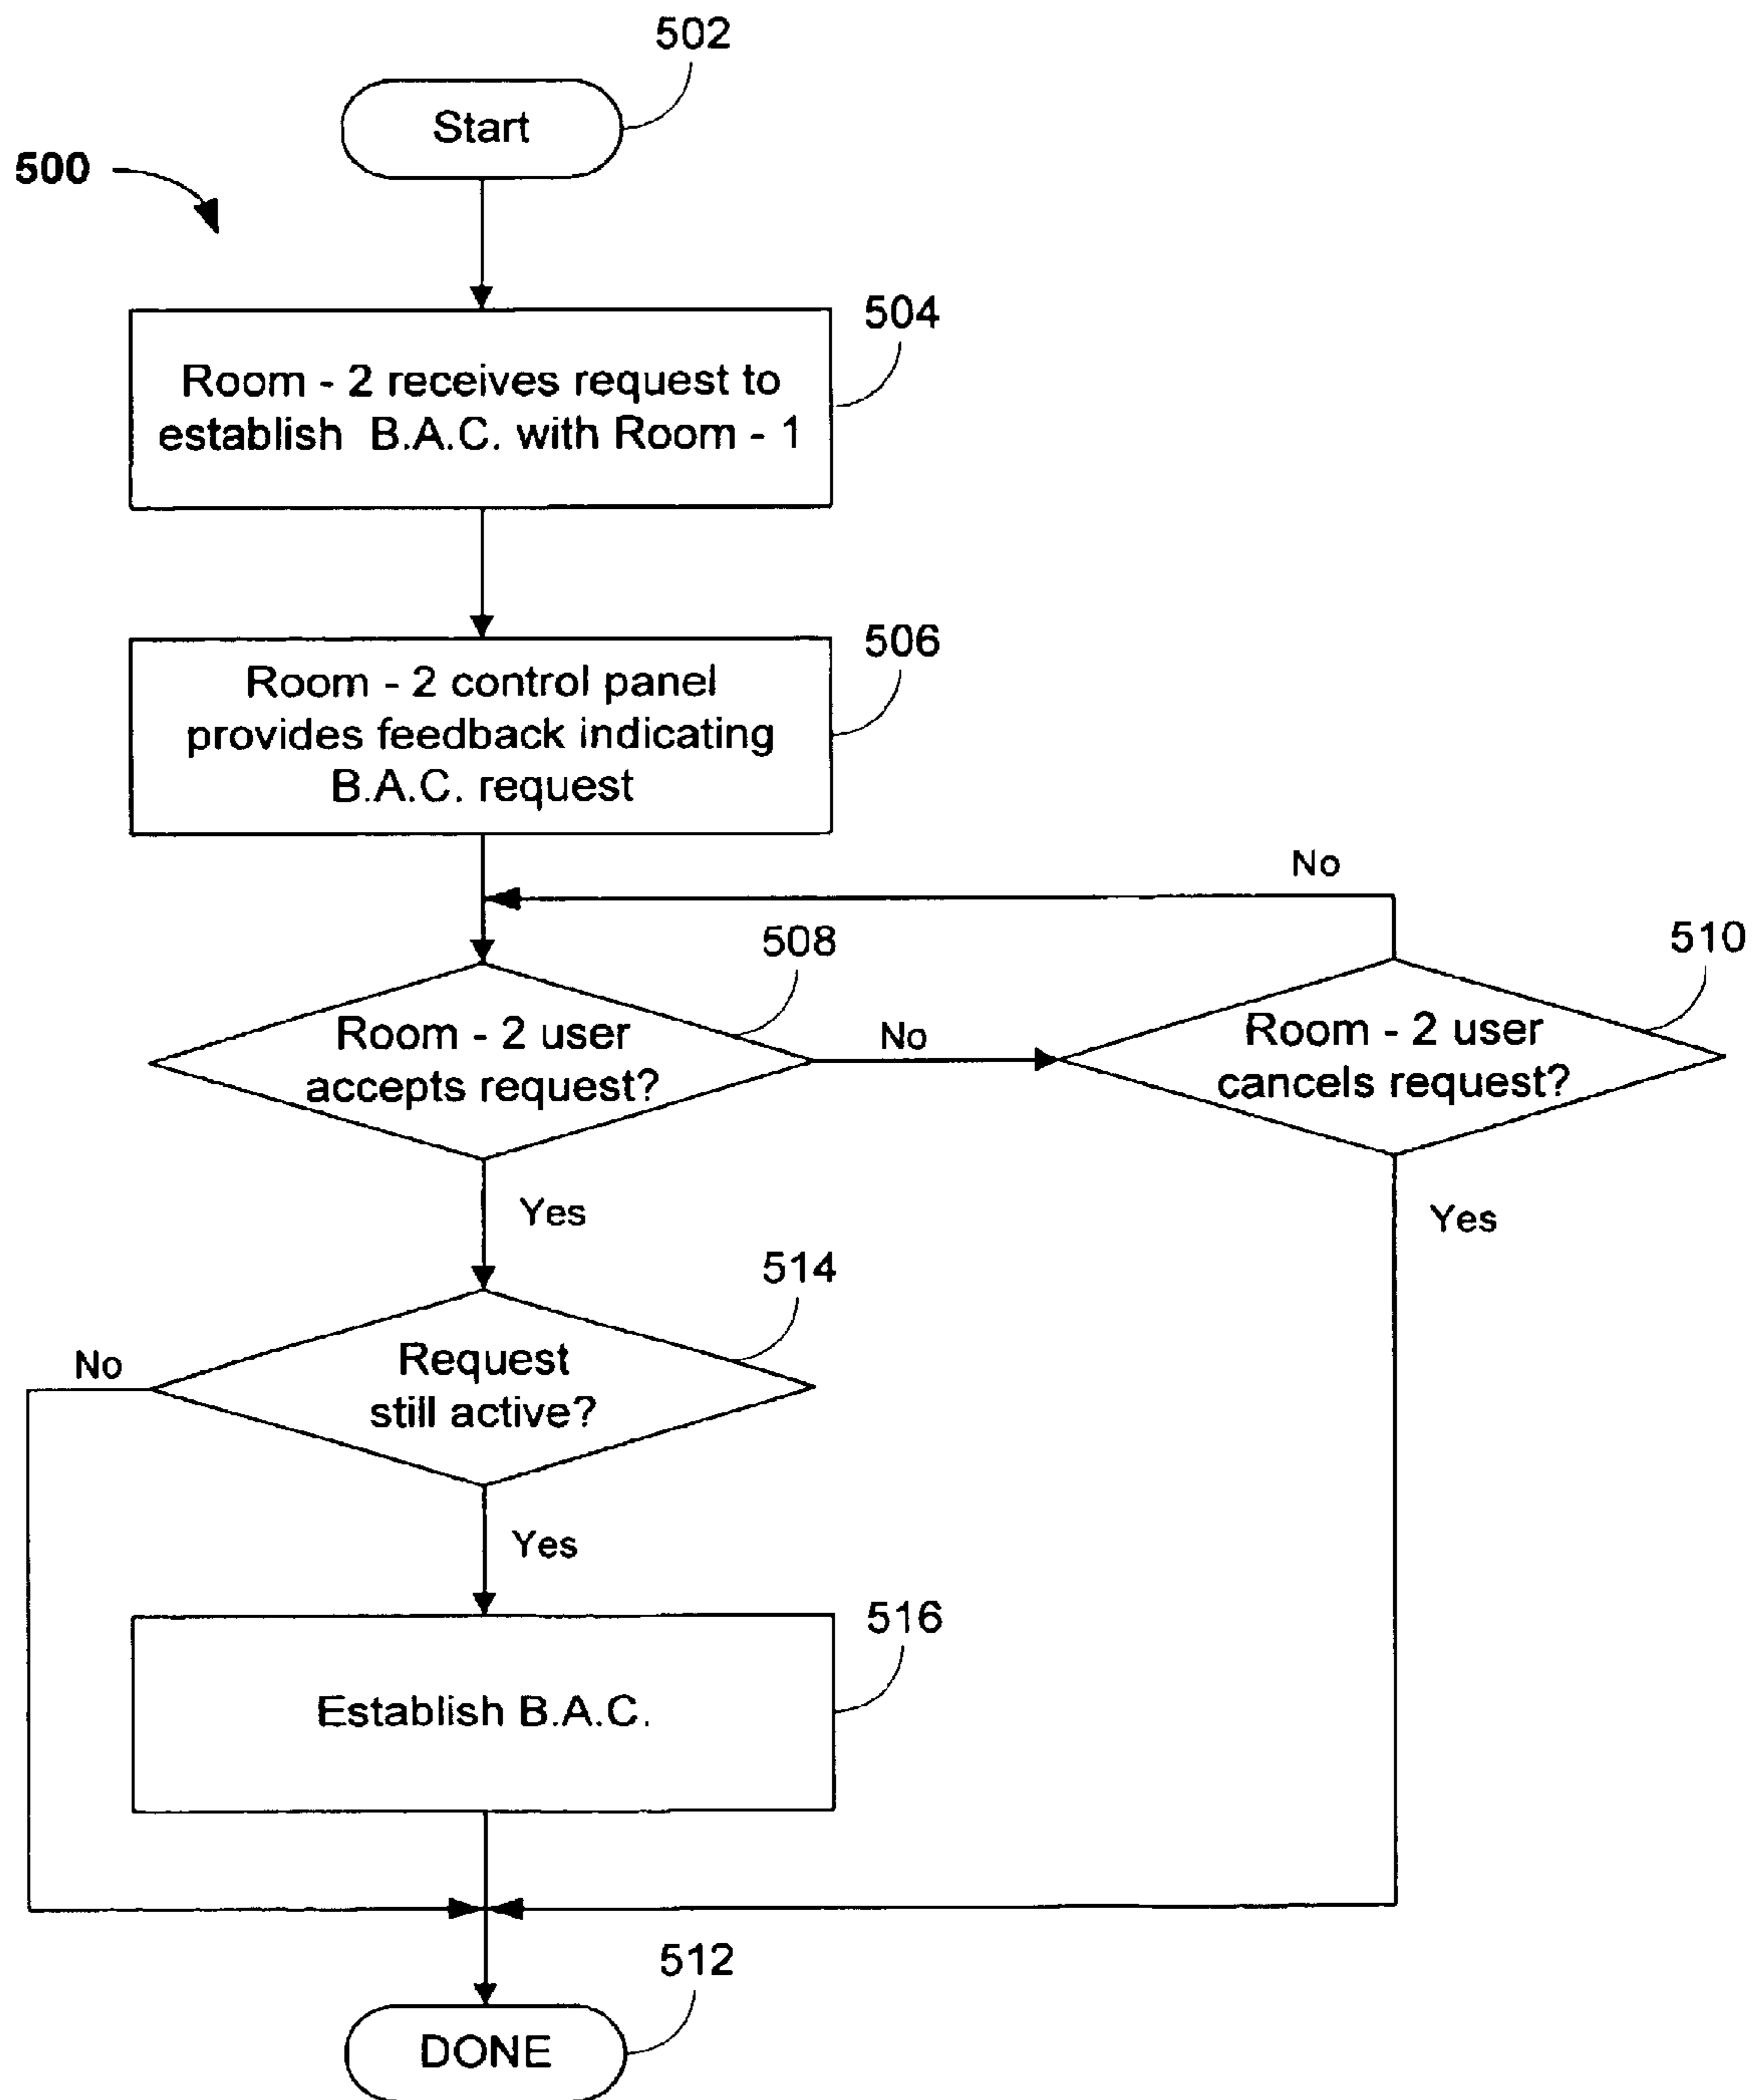 502
Start
500
504
Room - 2 receives request to
establish B.A.C. with Room - 1
506
Room - 2 control panel
provides feedback indicating
B.A.C. request
No
508
510
Room - 2 user
accepts request?
No
Room - 2 user
cancels request?
Yes
Yes
514
No
Request
still active?
Yes
516
Establish B.A.C.
512
DONE